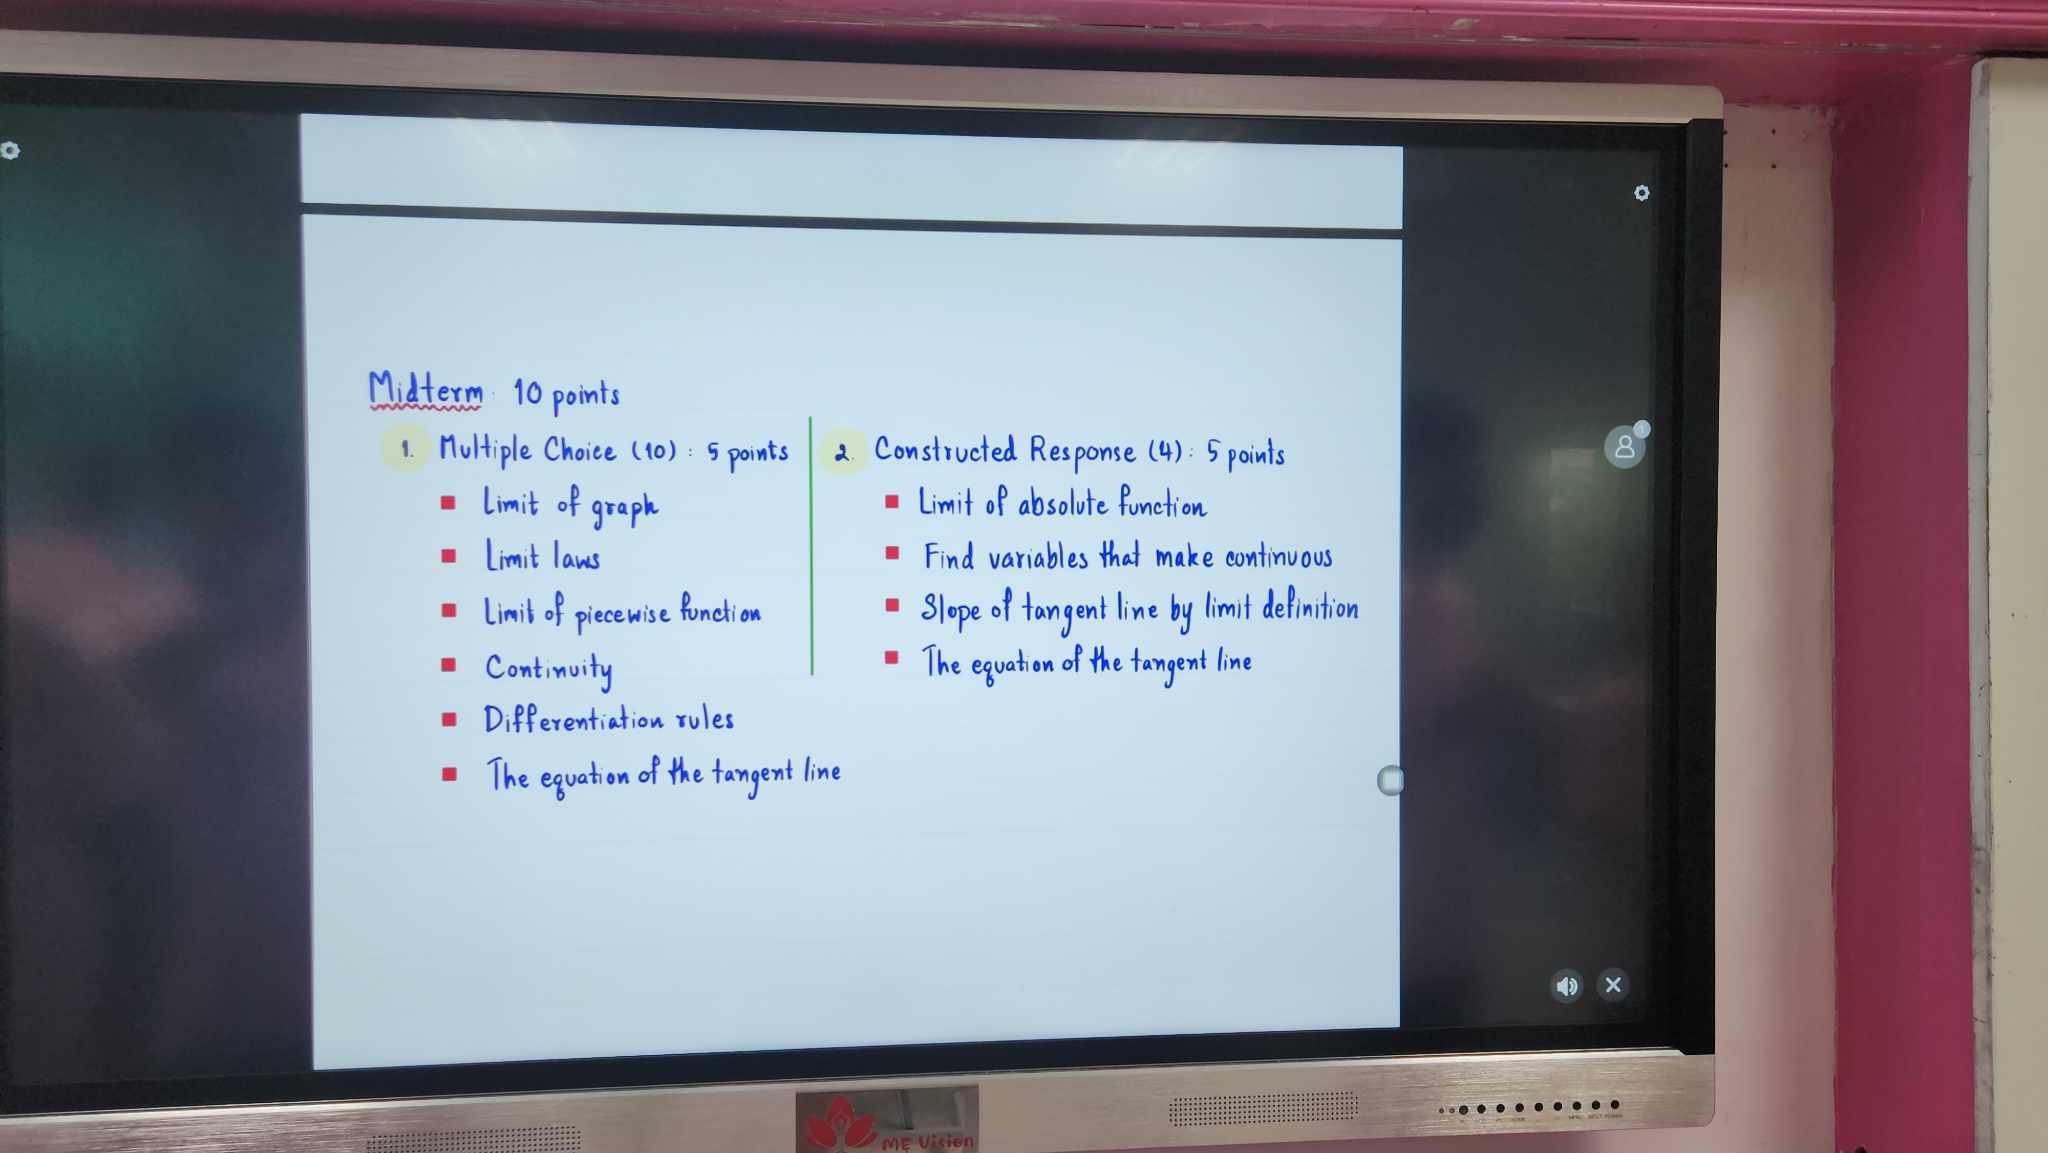 Midterm 10 points
1. Multiple Choice (10) : 5 points
Limit of graph
Limit laws
Limit of piecewise function
Continuity
Differentiation rules
The equation of the tangent line
2. Constructed Response (4) : 5 points
Limit of absolute function
Find variables that make continuous
Slope of tangent line by limit definition
The equation of the tangent line
1
ME Vision